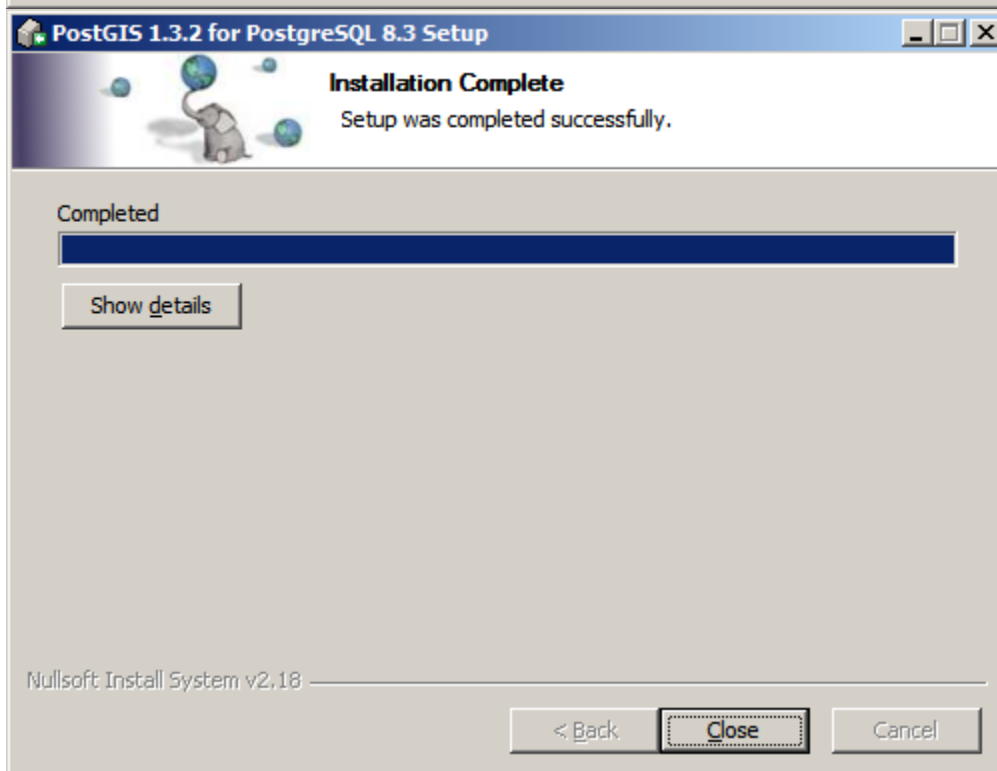 PostGIS 1.3.2 for PostgreSQL 8.3 Setup
Installation Complete
Setup was completed successfully.
Completed
Show details
Nullsoft Install System v2.18
< Back Close Cancel